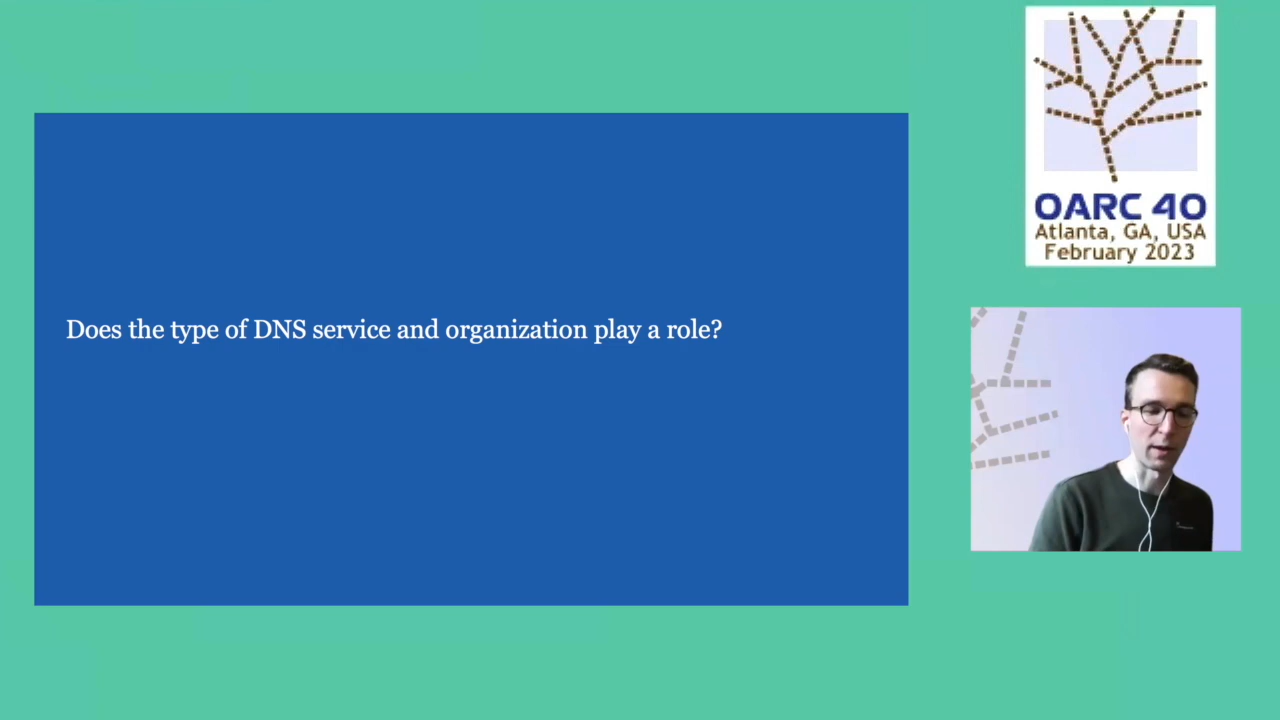 Does the type of DNS service and organization play a role?
OARC 40
Atlanta, GA, USA
February 2023